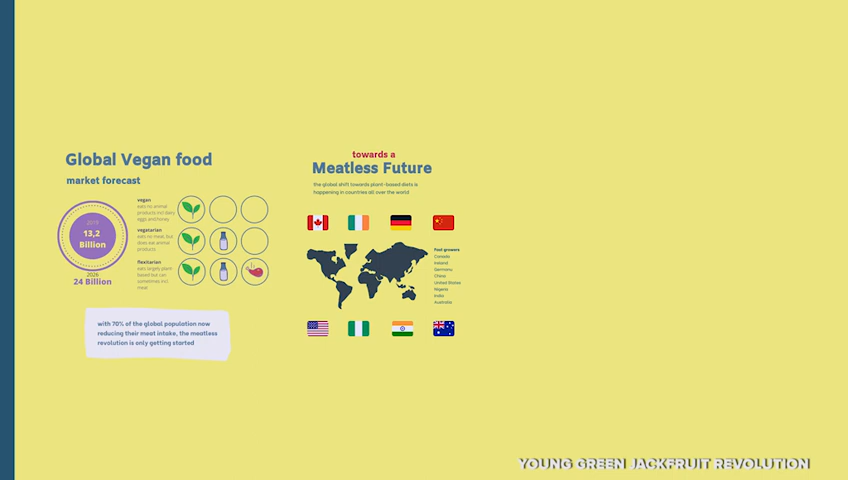 Global Vegan food
market forecast
2019
13,2
Billion
2026
24 Billion
vegan
eats no animal
products incl dairy
eggs and honey
vegetarian
eats no meat but
does eat animal
products
flexitarian
eats largely plant
based but can
sometimes incl.
meat
with 70% of the global population now
reducing their meat intake, the meatless
revolution is only getting started
towards a
Meatless Future
the global shift towards plant-based diets is
happening in countries all over the world
Fast growers
Canada
Ireland
Germany
China
United States
Nigeria
India
Australia
YOUNG GREEN JACKFRUIT REVOLUTION